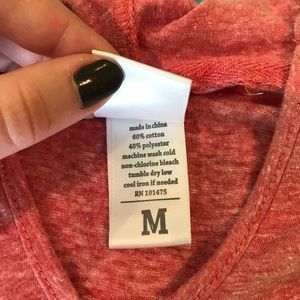 made in china
60% cotton
40% polyester
machine wash cold
non-chlorine bleach
tumble dry low
cool iron if needed
RN 101475
M